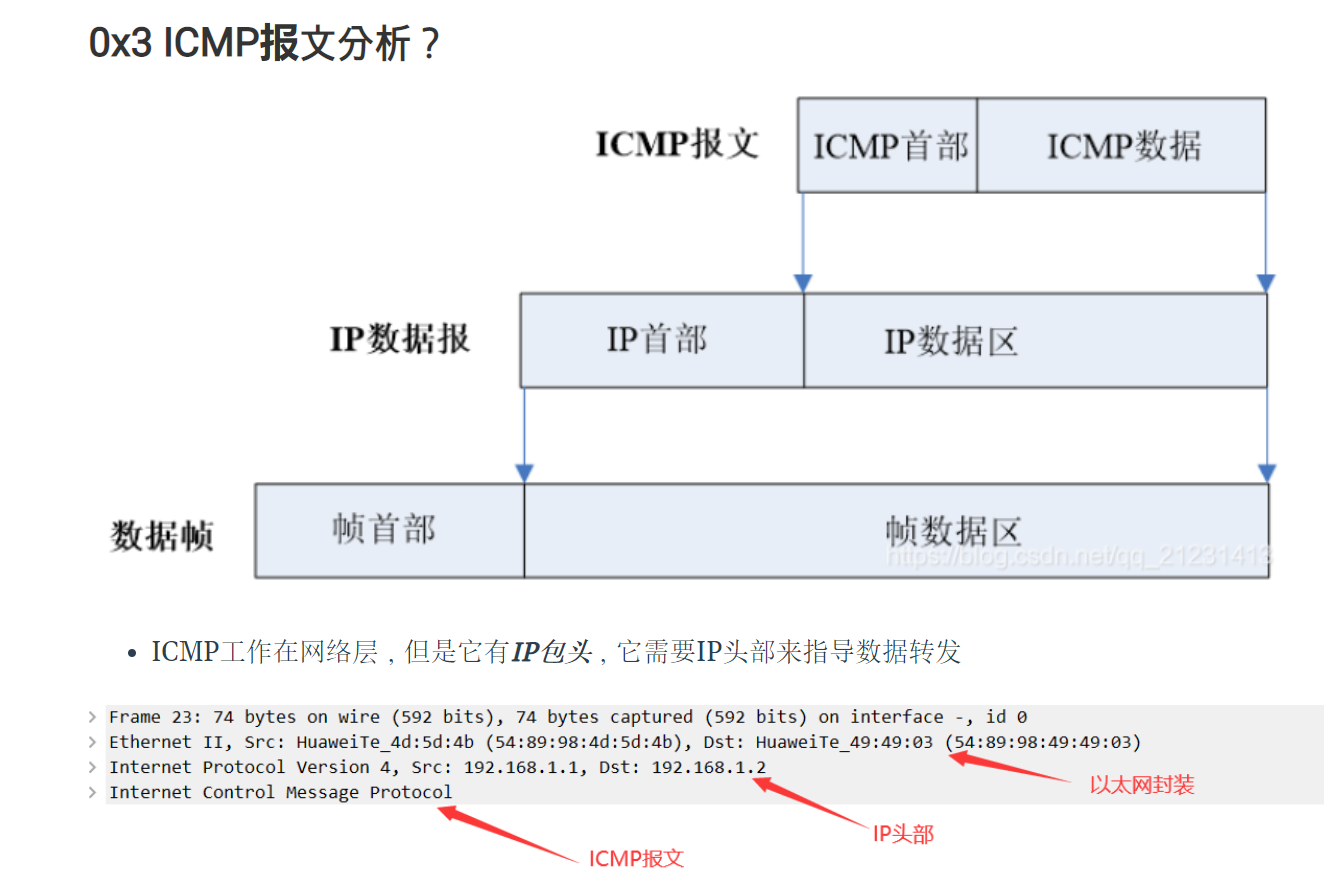 0x3 ICMP报文分析？
ICMP报文 ICMP首部 ICMP数据
IP数据报 IP首部 IP数据区
数据帧 帧首部 帧数据区
https://blog.csdn.net/qq_21231413
ICMP工作在网络层，但是它有IP包头，它需要IP头部来指导数据转发
Frame 23: 74 bytes on wire (592 bits), 74 bytes captured (592 bits) on interface -, id 0
Ethernet II, Src: HuaweiTe_4d:5d:4b (54:89:98:4d:5d:4b), Dst: HuaweiTe_49:49:03 (54:89:98:49:49:03)
Internet Protocol Version 4, Src: 192.168.1.1, Dst: 192.168.1.2
Internet Control Message Protocol
以太网封装
IP头部
ICMP报文